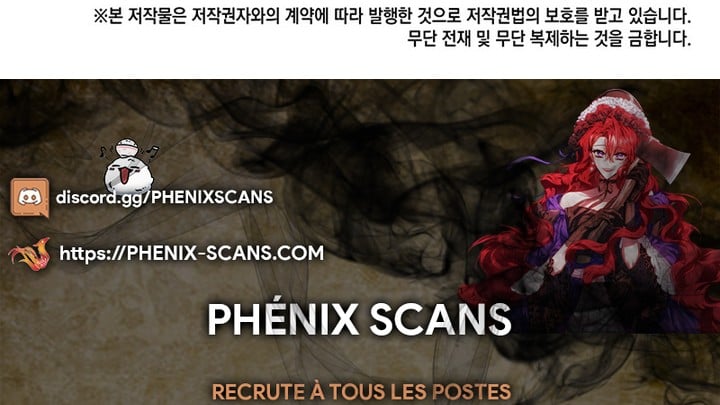 ※본 저작물은 저작권자와의 계약에 따라 발행한 것으로 저작권법의 보호를 받고 있습니다.
무단 전재 및 무단 복제하는 것을 금합니다.
discord.gg/PHENIXSCANS
https://PHENIX-SCANS.COM
PHÉNIX SCANS
RECRUTE À TOUS LES POSTES